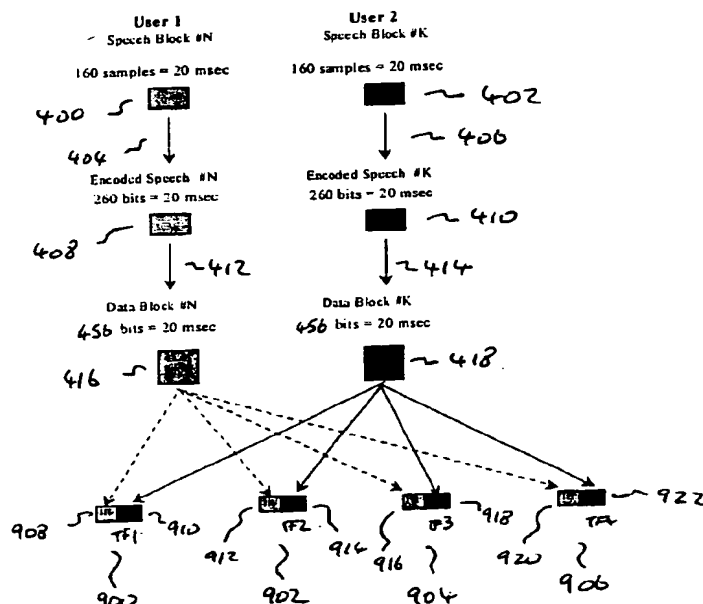 User 1
Speech Block #N
160 samples = 20 msec
400
404
Encoded Speech #N
260 bits = 20 msec
408
412
Data Block #N
456 bits = 20 msec
416
User 2
Speech Block #K
160 samples = 20 msec
402
406
Encoded Speech #K
260 bits = 20 msec
410
414
Data Block #K
456 bits = 20 msec
418
908
TF1
910
912
TF2
914
916
TF3
918
920
TF4
922
902
904
906